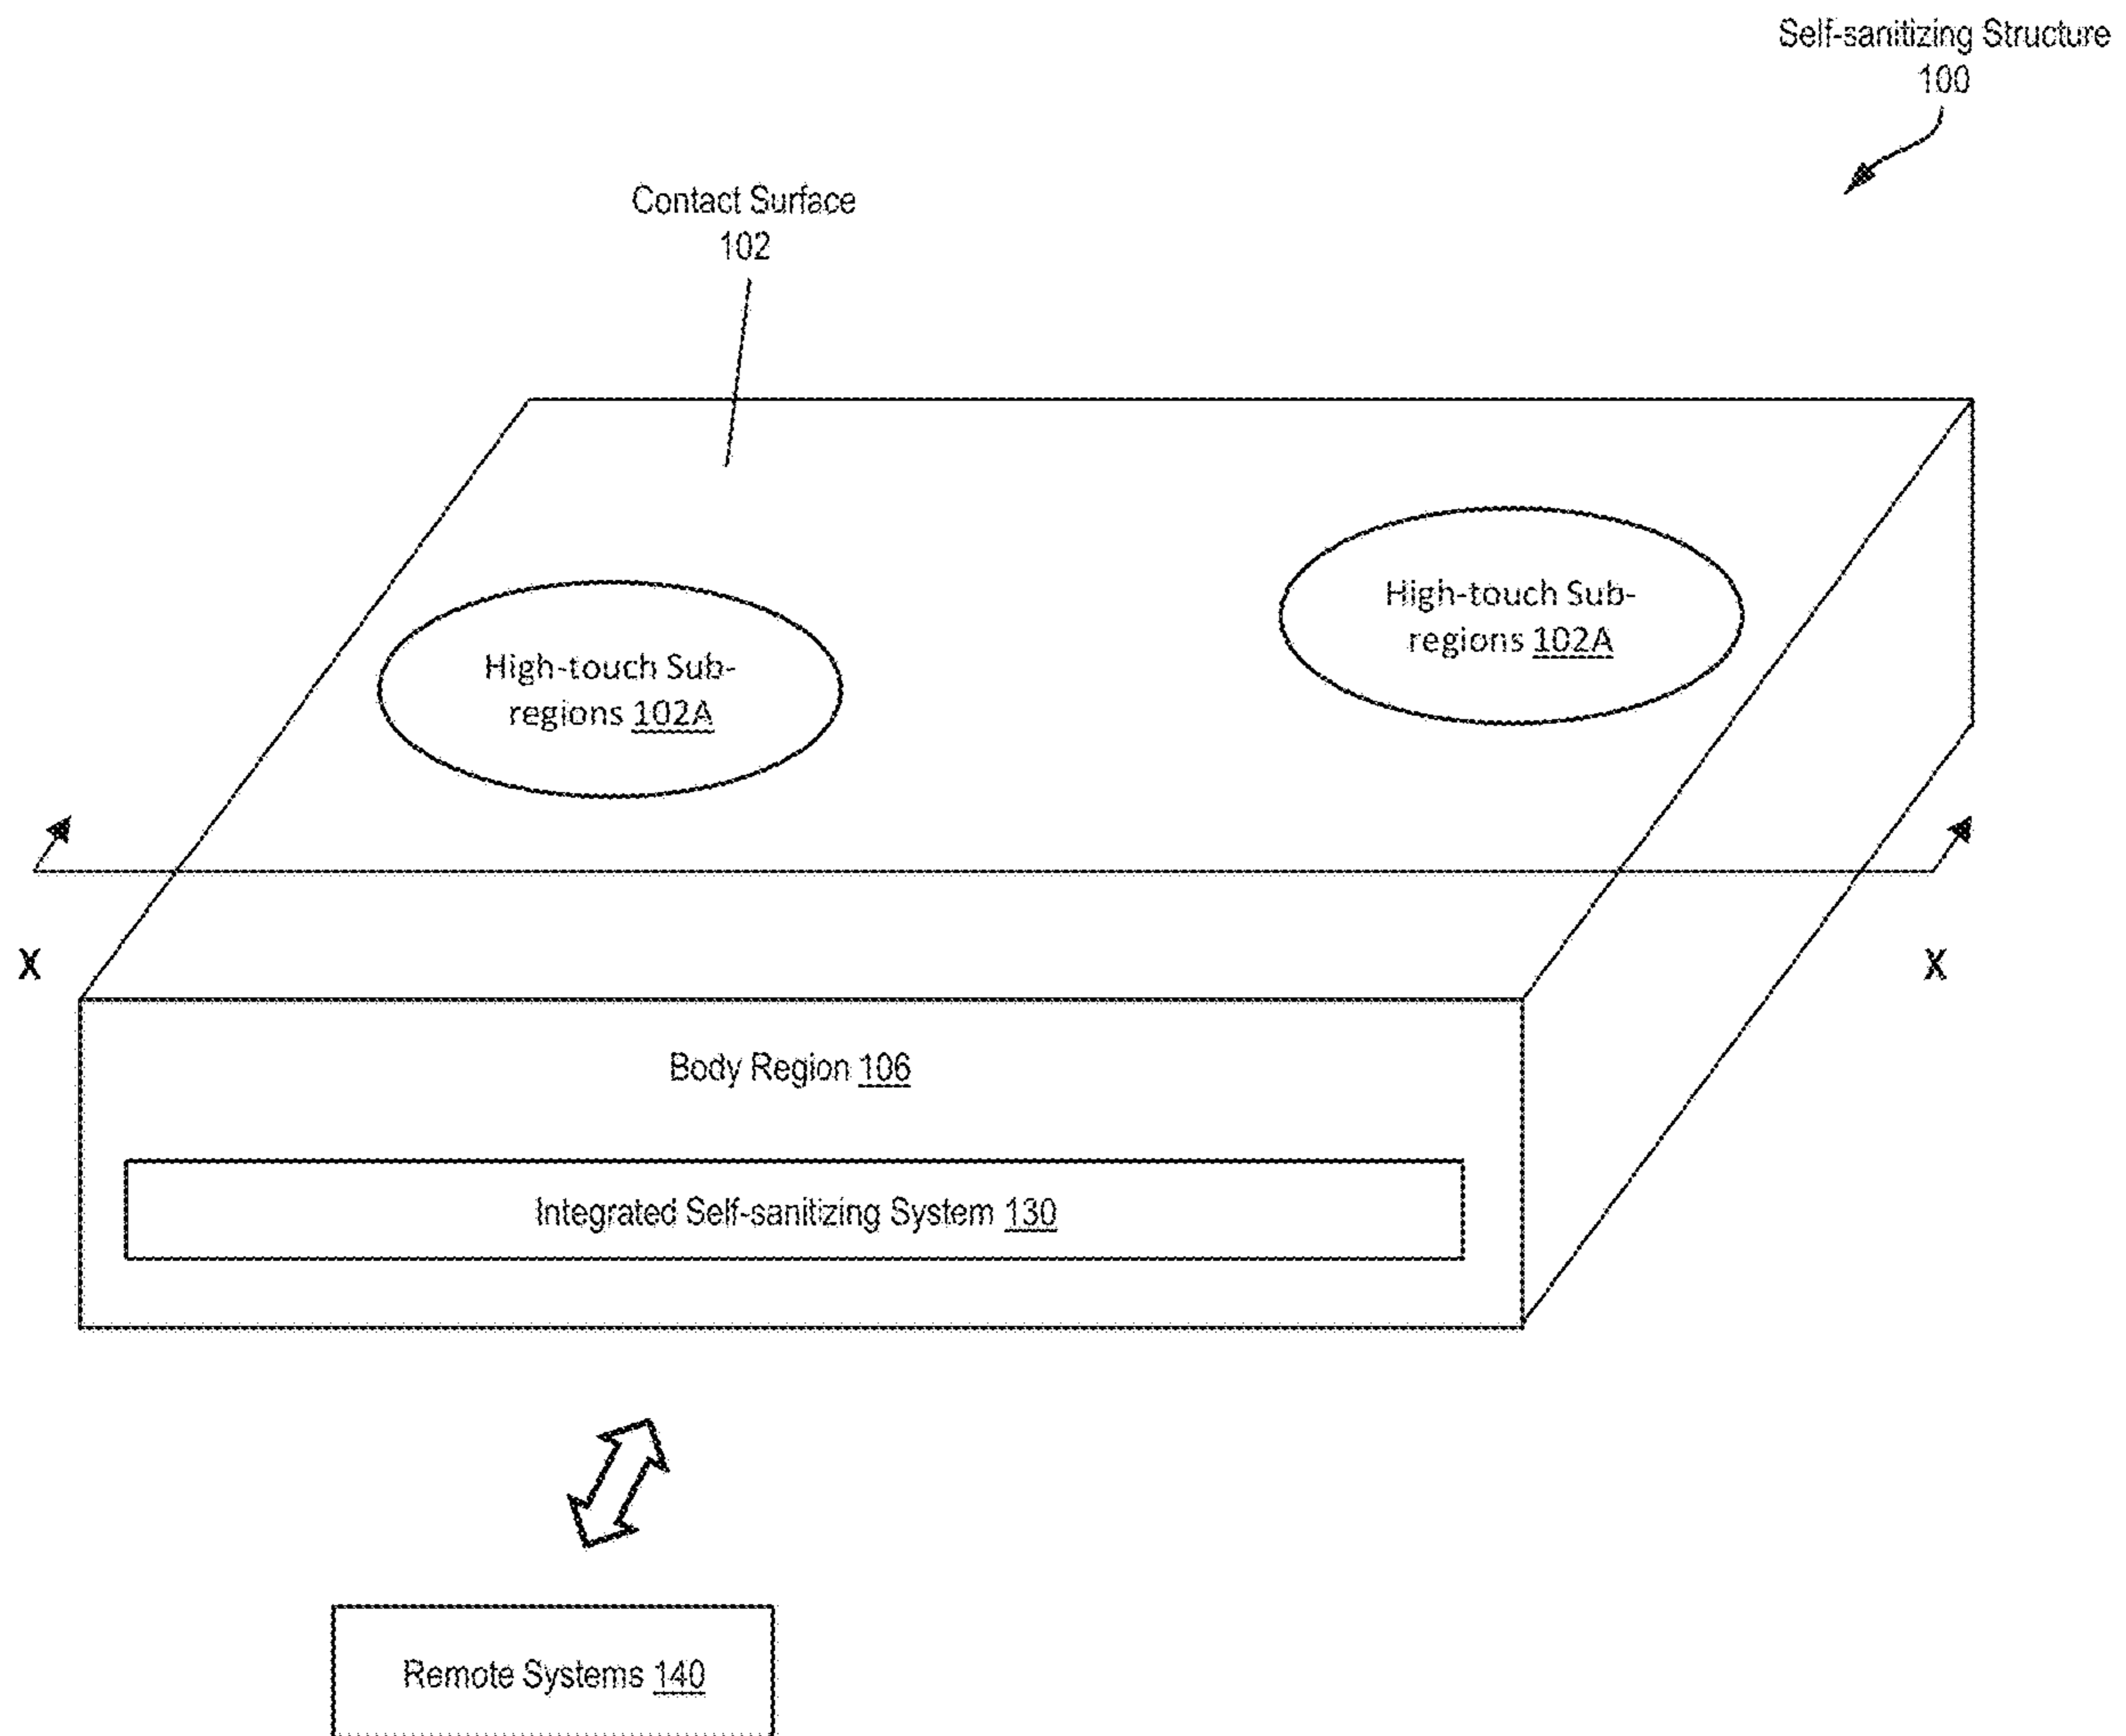 Self-sanitizing Structure
100
Contact Surface
102
High-touch Sub-
regions 102A
High-touch Sub-
regions 102A
X
X
Body Region 106
Integrated Self-sanitizing System 130
Remote Systems 140